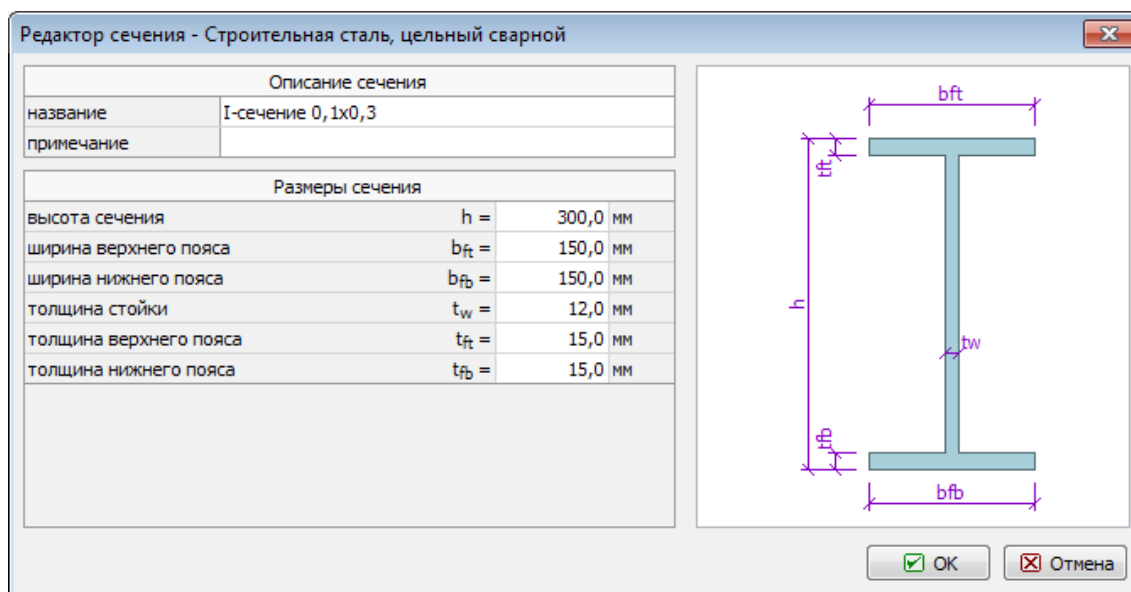 Редактор сечения - Строительная сталь, цельный сварной
Описание сечения
название I-сечение 0,1x0,3
примечание
Размеры сечения
высота сечения h = 300,0 мм
ширина верхнего пояса bft = 150,0 мм
ширина нижнего пояса bfb = 150,0 мм
толщина стойки tw = 12,0 мм
толщина верхнего пояса tft = 15,0 мм
толщина нижнего пояса tfb = 15,0 мм
bft
tft
h
tw
tfb
bfb
OK
Отмена